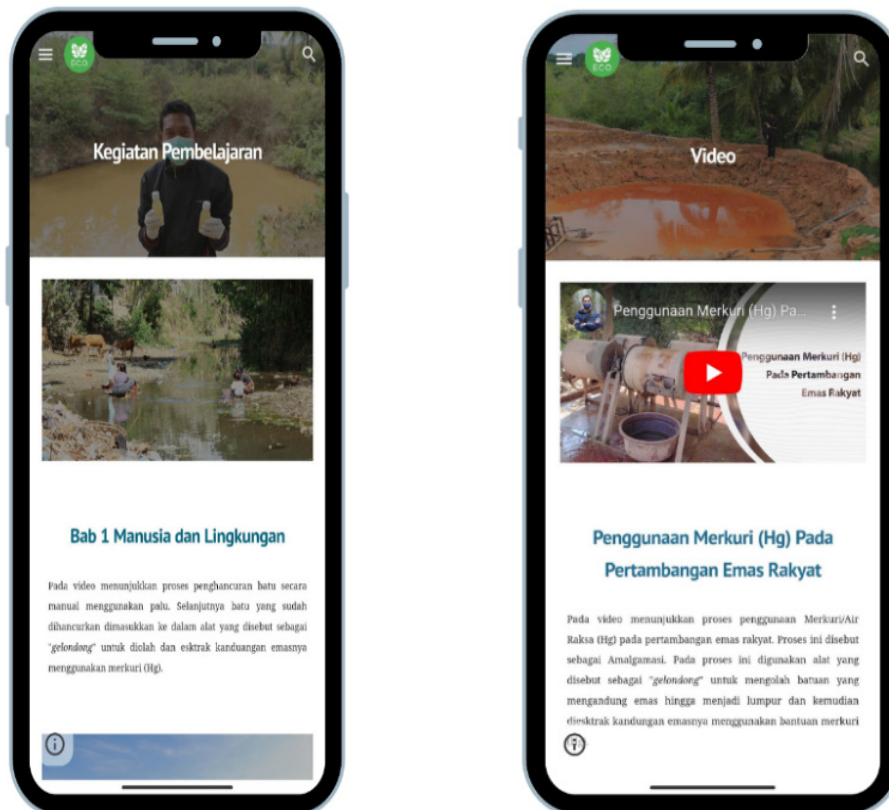 ECO
Kegiatan Pembelajaran
Bab 1 Manusia dan Lingkungan
Pada video menunjukkan proses penghancuran batu secara
manual menggunakan palu. Selanjutnya batu yang sudah
dihancurkan dimasukkan ke dalam alat yang disebut sebagai
"gelondong" untuk diolah dan esktrak kanduangan emasnya
menggunakan merkuri (Hg).
ECO
Video
Penggunaan Merkuri (Hg) Pa...
Penggunaan Merkuri (Hg)
Pada Pertambangan
Emas Rakyat
Penggunaan Merkuri (Hg) Pada
Pertambangan Emas Rakyat
Pada video menunjukkan proses penggunaan Merkuri/Air
Raksa (Hg) pada pertambangan emas rakyat. Proses ini disebut
sebagai Amalgamasi. Pada proses ini digunakan alat yang
disebut sebagai "gelondong" untuk mengolah batuan yang
mengandung emas hingga menjadi lumpur dan kemudian
diesktrak kandungan emasnya menggunakan bantuan merkuri